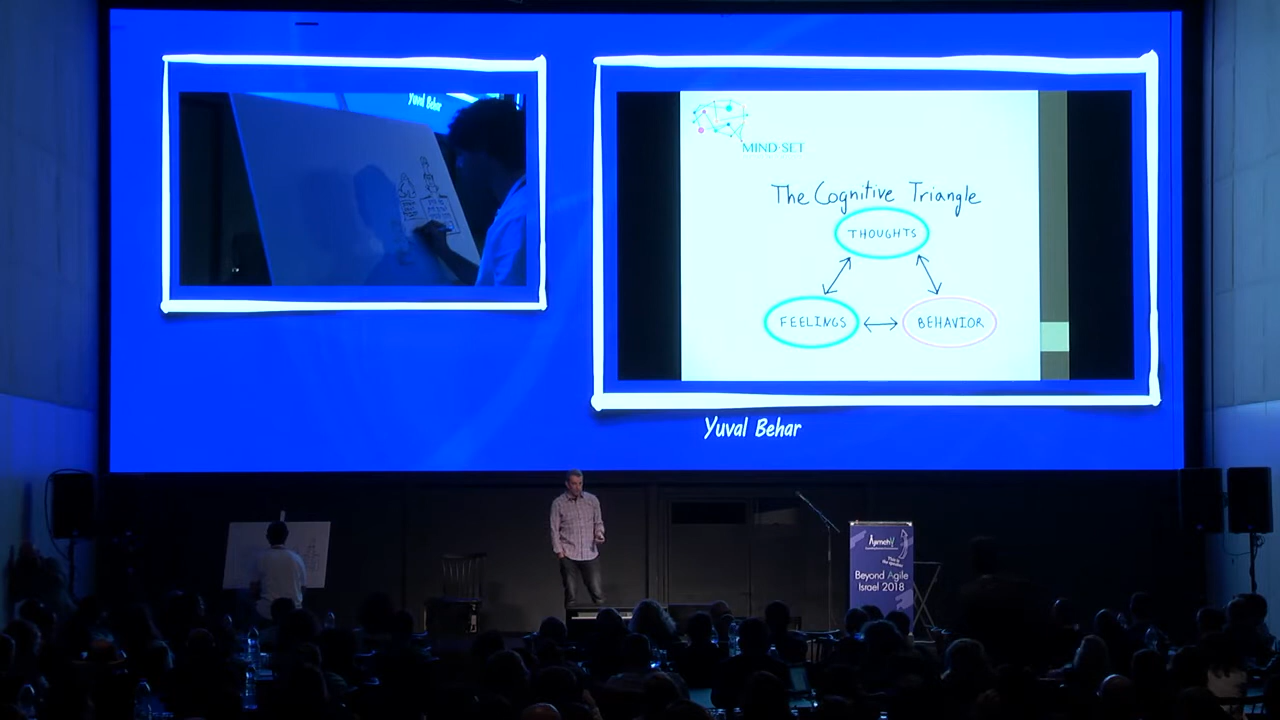 Yuval Behar
MIND·SET
The Cognitive Triangle
THOUGHTS
FEELINGS
BEHAVIOR
Yuval Behar
Beyond Agile
Israel 2018